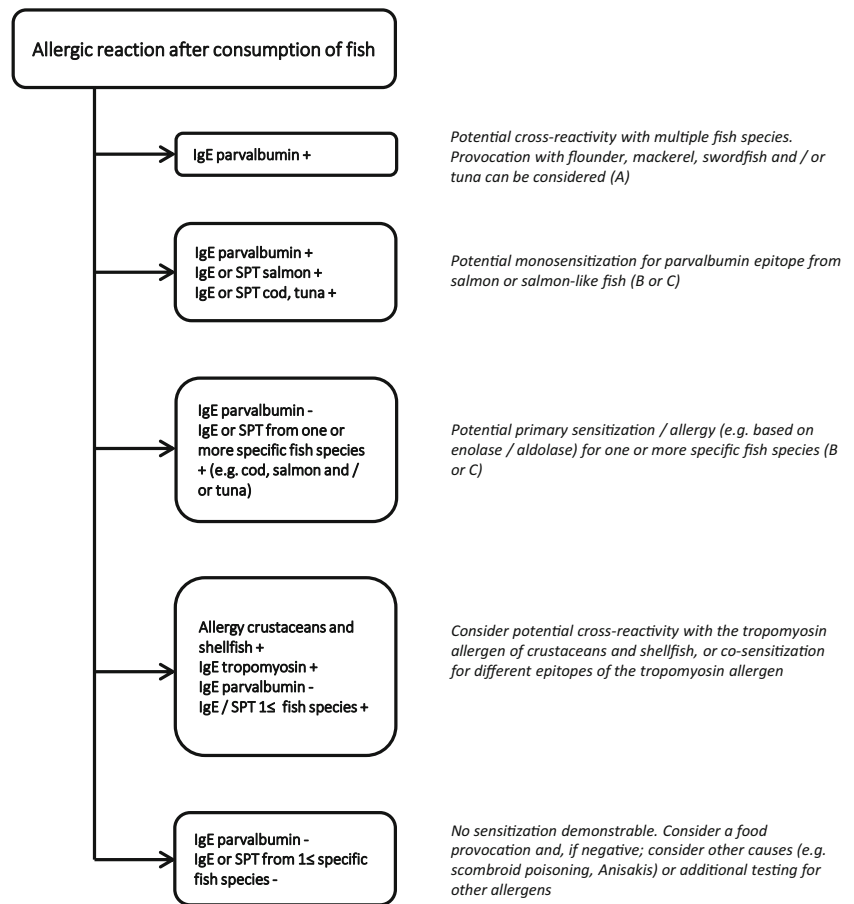 Allergic reaction after consumption of fish
IgE parvalbumin +
Potential cross-reactivity with multiple fish species.
Provocation with flounder, mackerel, swordfish and / or
tuna can be considered (A)
IgE parvalbumin +
IgE or SPT salmon +
IgE or SPT cod, tuna +
Potential monosensitization for parvalbumin epitope from
salmon or salmon-like fish (B or C)
IgE parvalbumin -
IgE or SPT from one or
more specific fish species
+ (e.g. cod, salmon and /
or tuna)
Potential primary sensitization / allergy (e.g. based on
enolase / aldolase) for one or more specific fish species (B
or C)
Allergy crustaceans and
shellfish +
IgE tropomyosin +
IgE parvalbumin -
IgE / SPT 1≤ fish species +
Consider potential cross-reactivity with the tropomyosin
allergen of crustaceans and shellfish, or co-sensitization
for different epitopes of the tropomyosin allergen
IgE parvalbumin -
IgE or SPT from 1≤ specific
fish species -
No sensitization demonstrable. Consider a food
provocation and, if negative; consider other causes (e.g.
scombroid poisoning, Anisakis) or additional testing for
other allergens